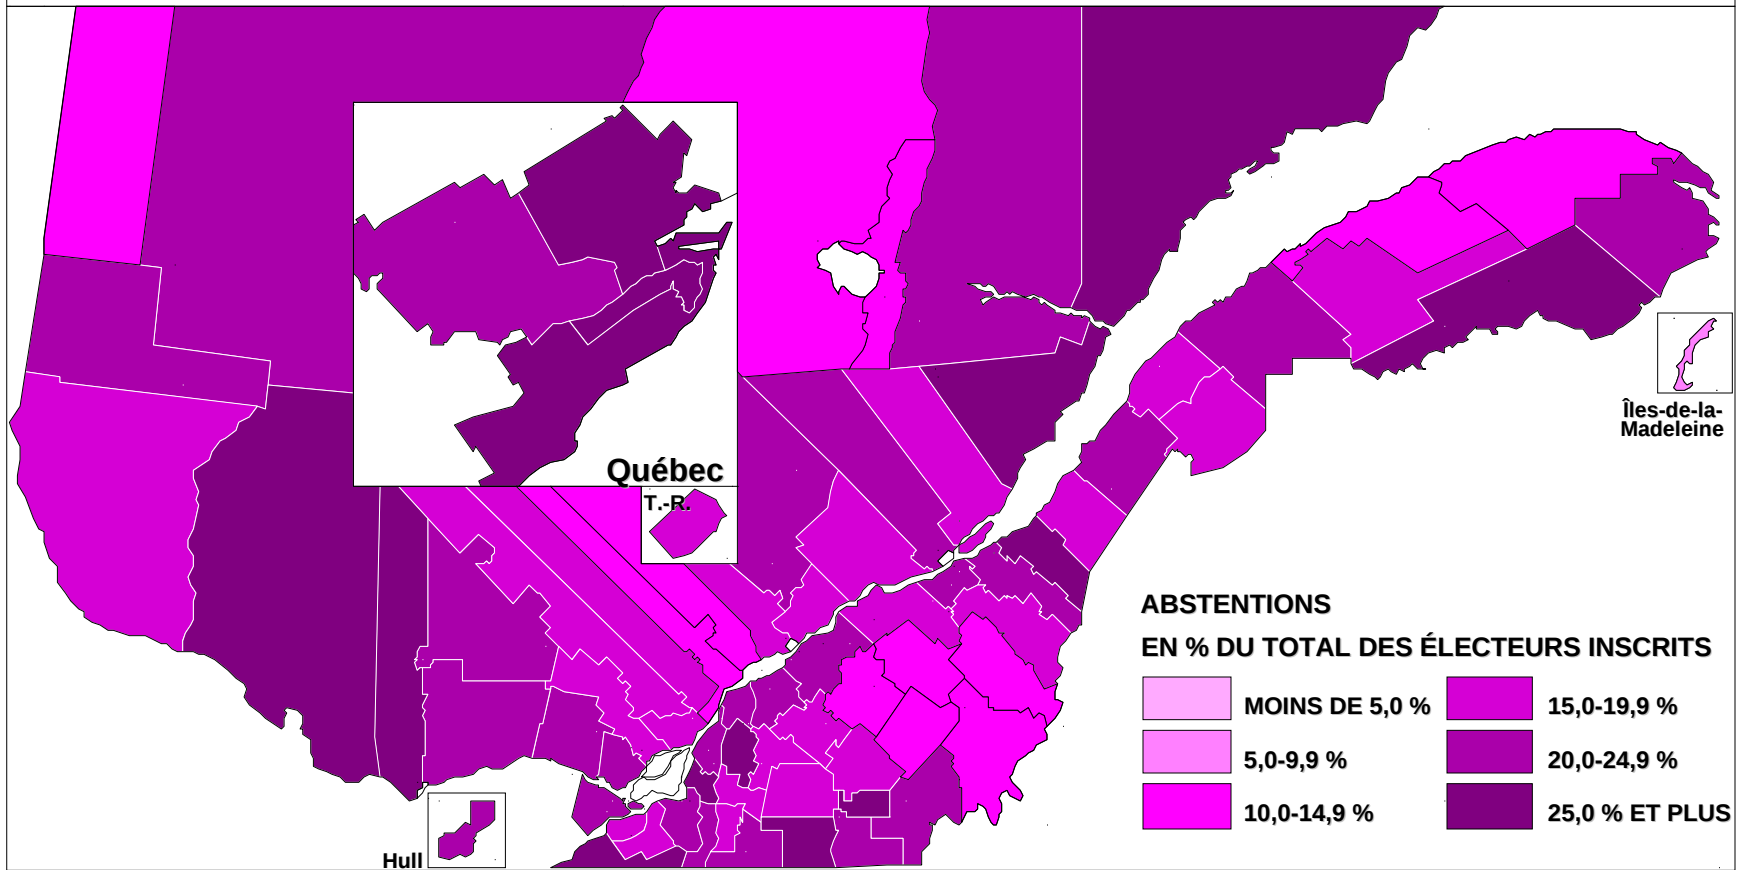 Québec
T.-R.
Îles-de-la-
Madeleine
Hull
ABSTENTIONS
EN % DU TOTAL DES ÉLECTEURS INSCRITS
MOINS DE 5,0 %
5,0-9,9 %
10,0-14,9 %
15,0-19,9 %
20,0-24,9 %
25,0 % ET PLUS